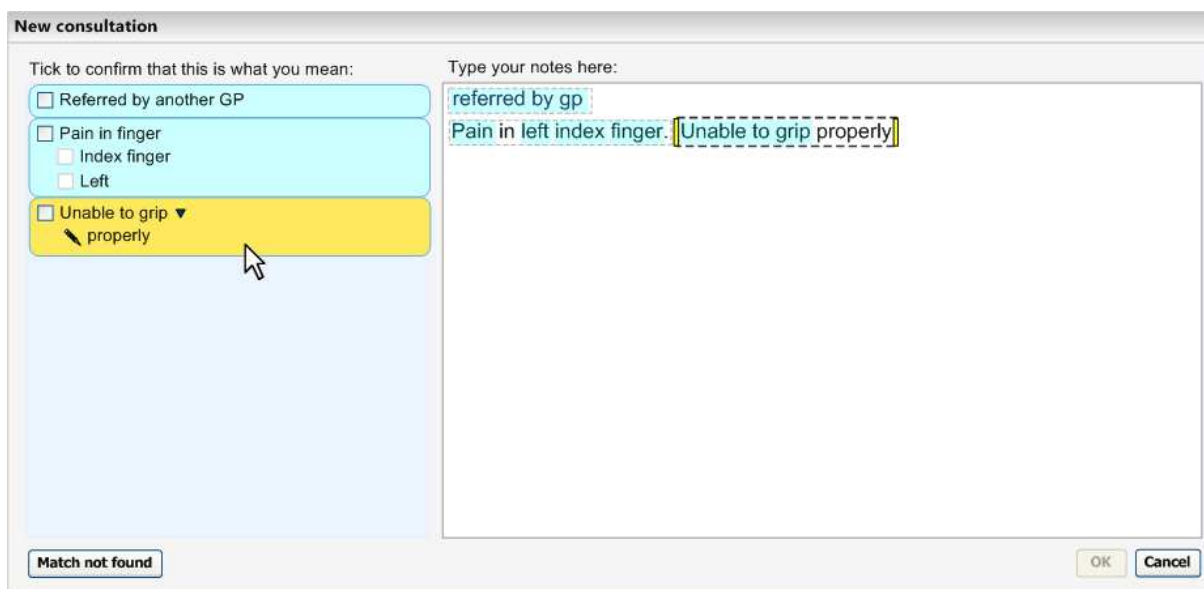 New consultation
Tick to confirm that this is what you mean:
Referred by another GP
Pain in finger
Index finger
Left
Unable to grip
properly
Type your notes here:
referred by gp
Pain in left index finger. Unable to grip properly
Match not found
OK
Cancel